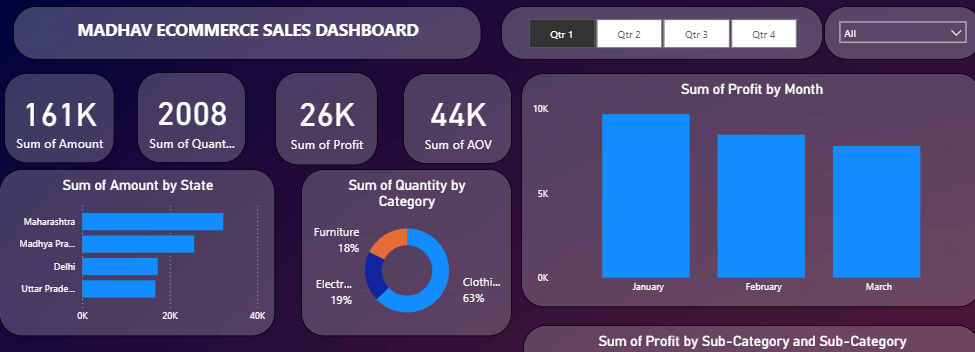 MADHAV ECOMMERCE SALES DASHBOARD
Qtr 1 Qtr 2 Qtr 3 Qtr 4
All
161K
Sum of Amount
2008
Sum of Quant...
26K
Sum of Profit
44K
Sum of AOV
Sum of Profit by Month
10K
5K
0K
January February March
Sum of Amount by State
Maharashtra
Madhya Pra...
Delhi
Uttar Prade...
0K 20K 40K
Sum of Quantity by
Category
Furniture
18%
Electr...
19%
Clothi...
63%
Sum of Profit by Sub-Category and Sub-Category